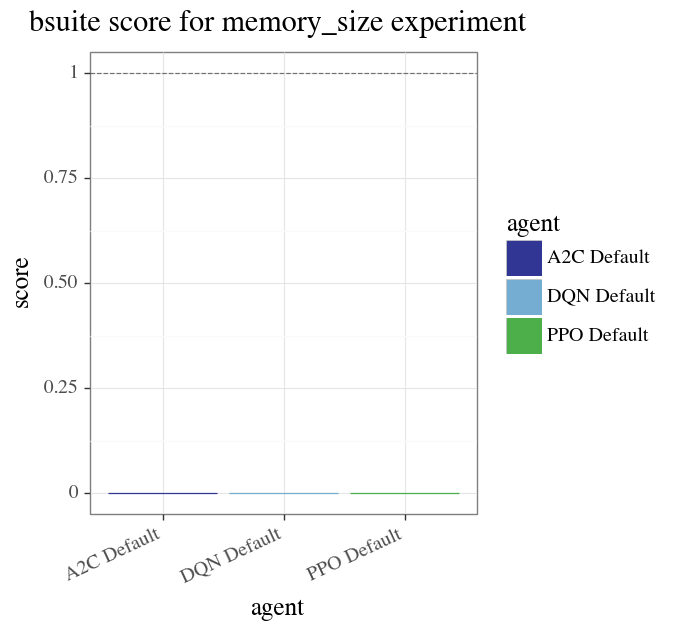 bsuite score for memory_size experiment
1
0.75
0.50
0.25
0
score
A2C Default
DQN Default
PPO Default
agent
agent
A2C Default
DQN Default
PPO Default